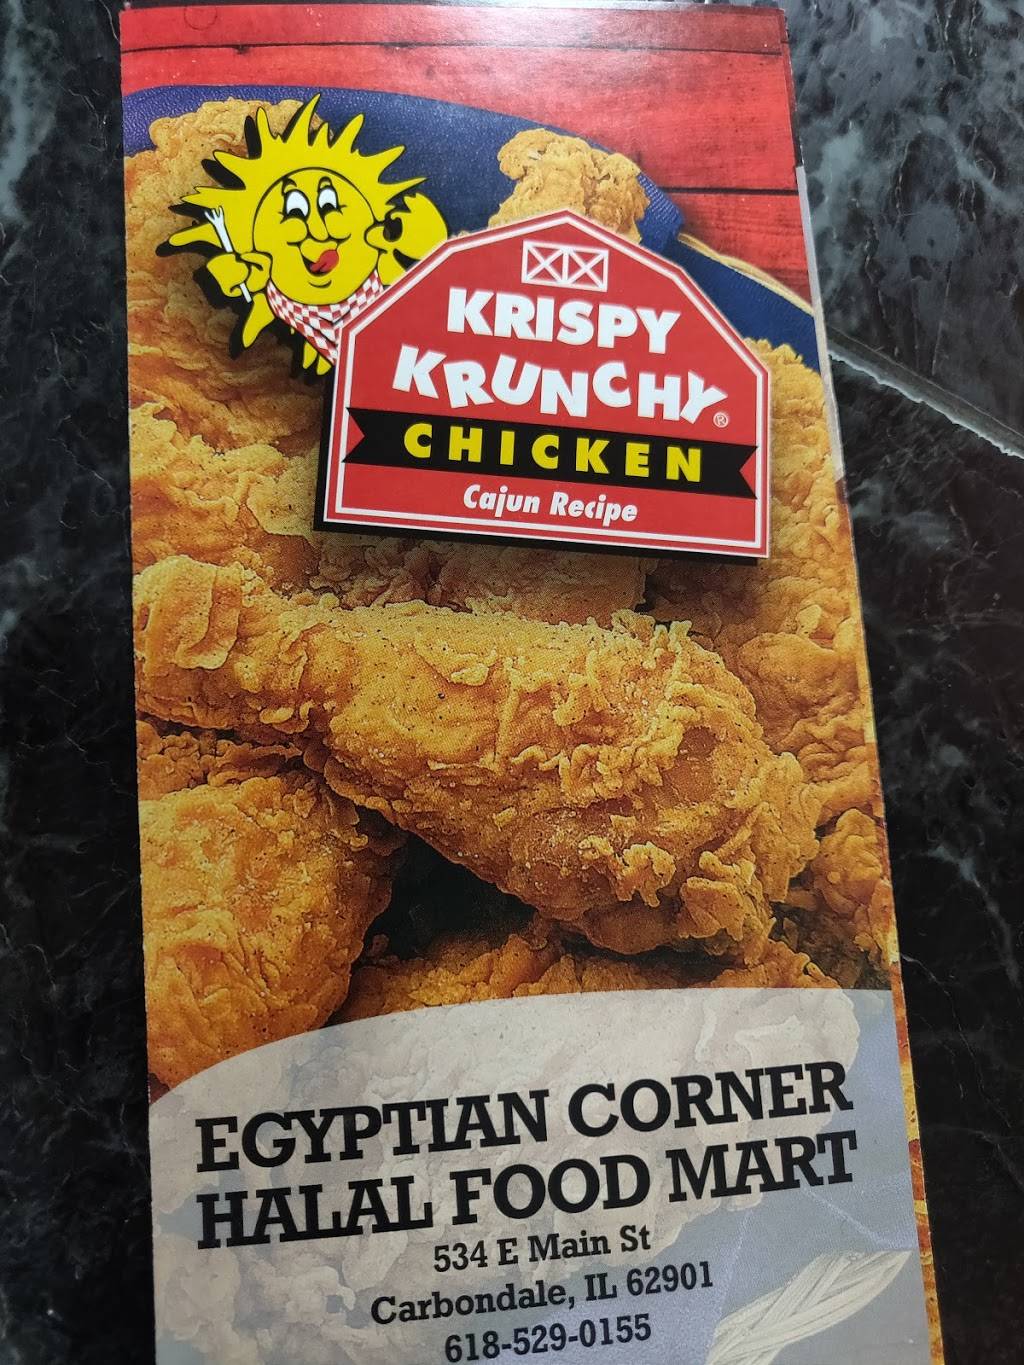 KRISPY
KRUNCHY®
CHICKEN
Cajun Recipe
EGYPTIAN CORNER
HALAL FOOD MART
534 E Main St
Carbondale, IL 62901
618-529-0155